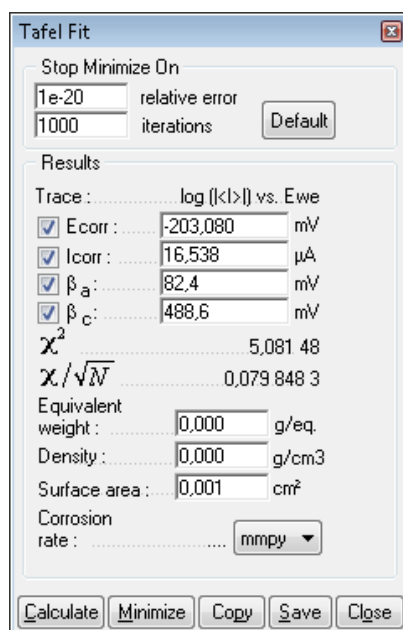 Tafel Fit
Stop Minimize On
1e-20 relative error
1000 iterations Default
Results
Trace : log (|<I>|) vs. Ewe
Ecorr : -203,080 mV
Icorr : 16,538 µA
β a : 82,4 mV
β c : 488,6 mV
χ² 5,081 48
χ/√N 0,079 848 3
Equivalent
weight : 0,000 g/eq.
Density : 0,000 g/cm3
Surface area : 0,001 cm²
Corrosion
rate : .... mmpy
Calculate Minimize Copy Save Close